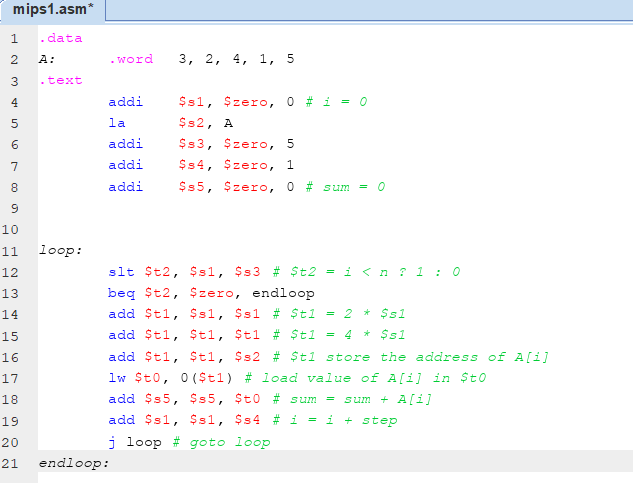 mips1.asm*
1 .data
2 A: .word 3, 2, 4, 1, 5
3 .text
4 addi $s1, $zero, 0 # i = 0
5 la $s2, A
6 addi $s3, $zero, 5
7 addi $s4, $zero, 1
8 addi $s5, $zero, 0 # sum = 0
9
10
11 loop:
12 slt $t2, $s1, $s3 # $t2 = i < n ? 1 : 0
13 beq $t2, $zero, endloop
14 add $t1, $s1, $s1 # $t1 = 2 * $s1
15 add $t1, $t1, $t1 # $t1 = 4 * $s1
16 add $t1, $t1, $s2 # $t1 store the address of A[i]
17 lw $t0, 0($t1) # load value of A[i] in $t0
18 add $s5, $s5, $t0 # sum = sum + A[i]
19 add $s1, $s1, $s4 # i = i + step
20 j loop # goto loop
21 endloop: